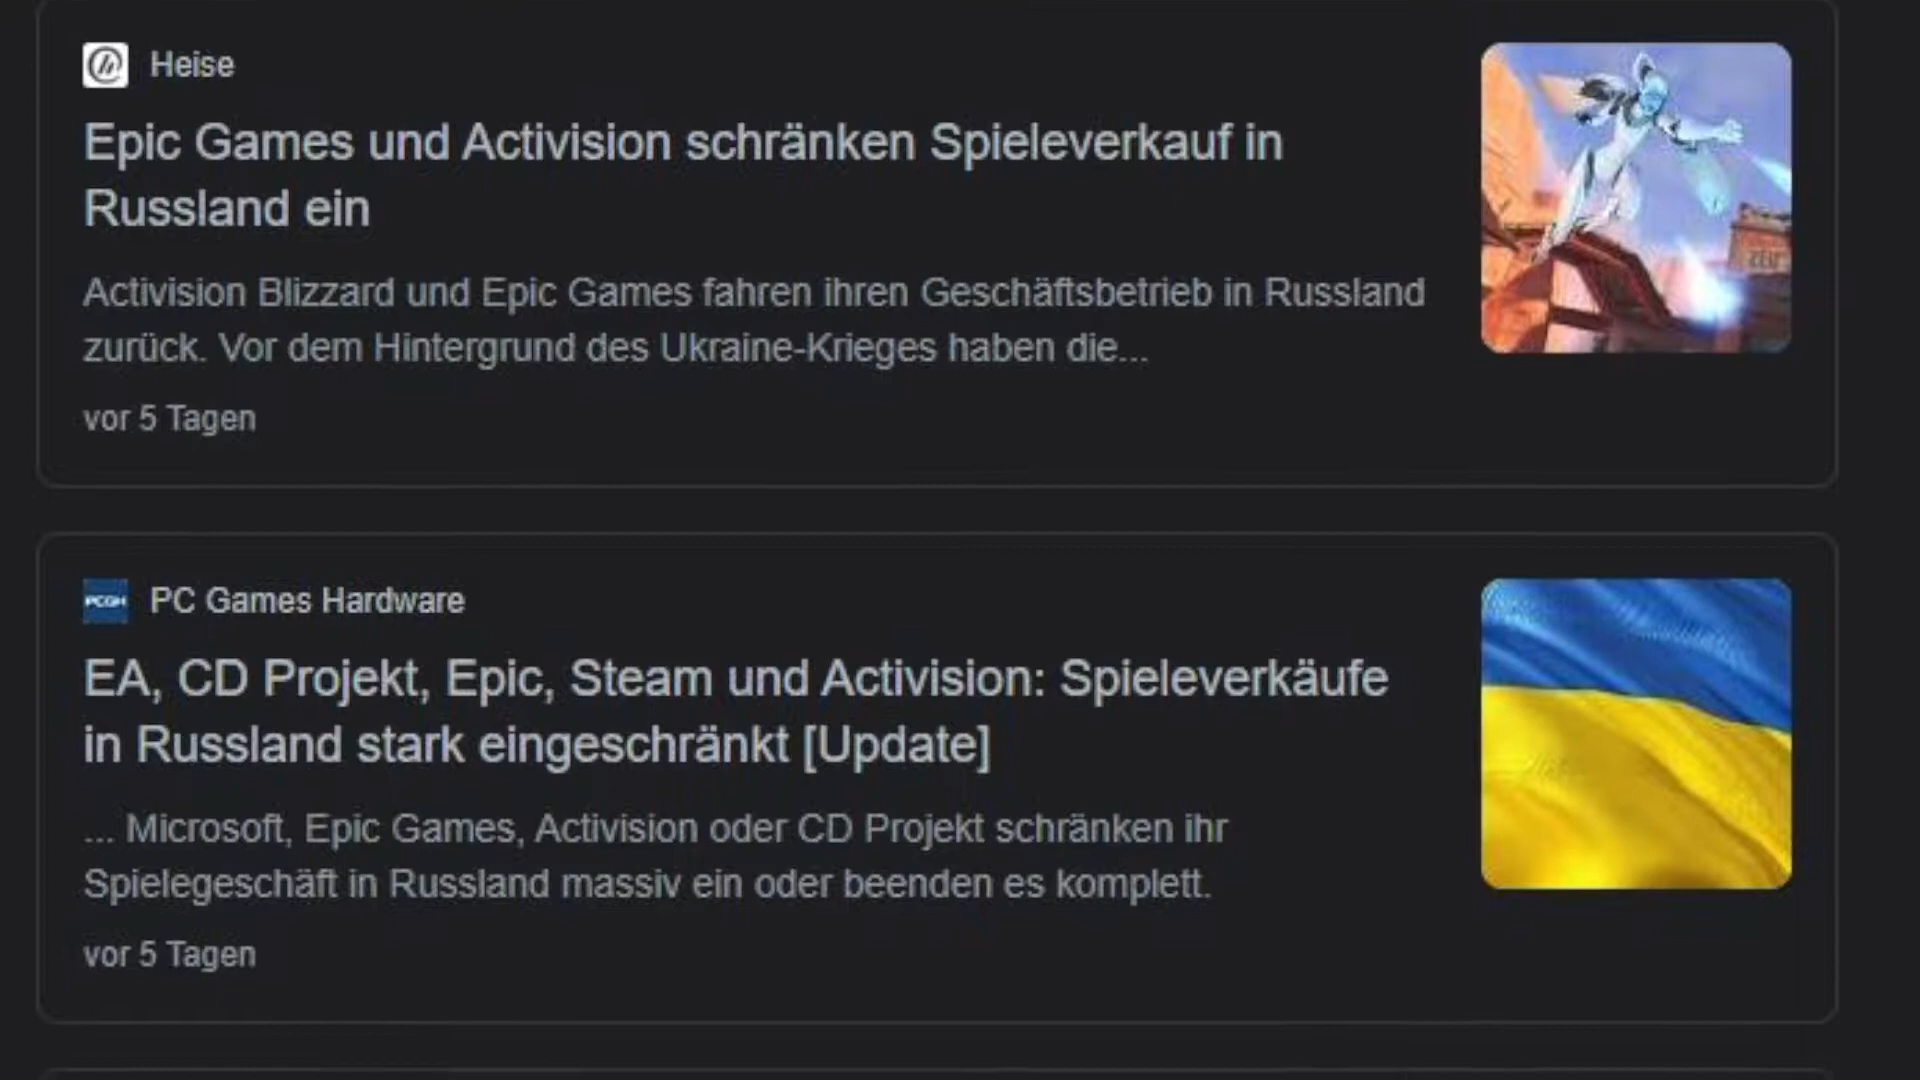 Heise
Epic Games und Activision schränken Spieleverkauf in
Russland ein
Activision Blizzard und Epic Games fahren ihren Geschäftsbetrieb in Russland
zurück. Vor dem Hintergrund des Ukraine-Krieges haben die...
vor 5 Tagen
PCGH
PC Games Hardware
EA, CD Projekt, Epic, Steam und Activision: Spieleverkäufe
in Russland stark eingeschränkt [Update]
... Microsoft, Epic Games, Activision oder CD Projekt schränken ihr
Spielegeschäft in Russland massiv ein oder beenden es komplett.
vor 5 Tagen